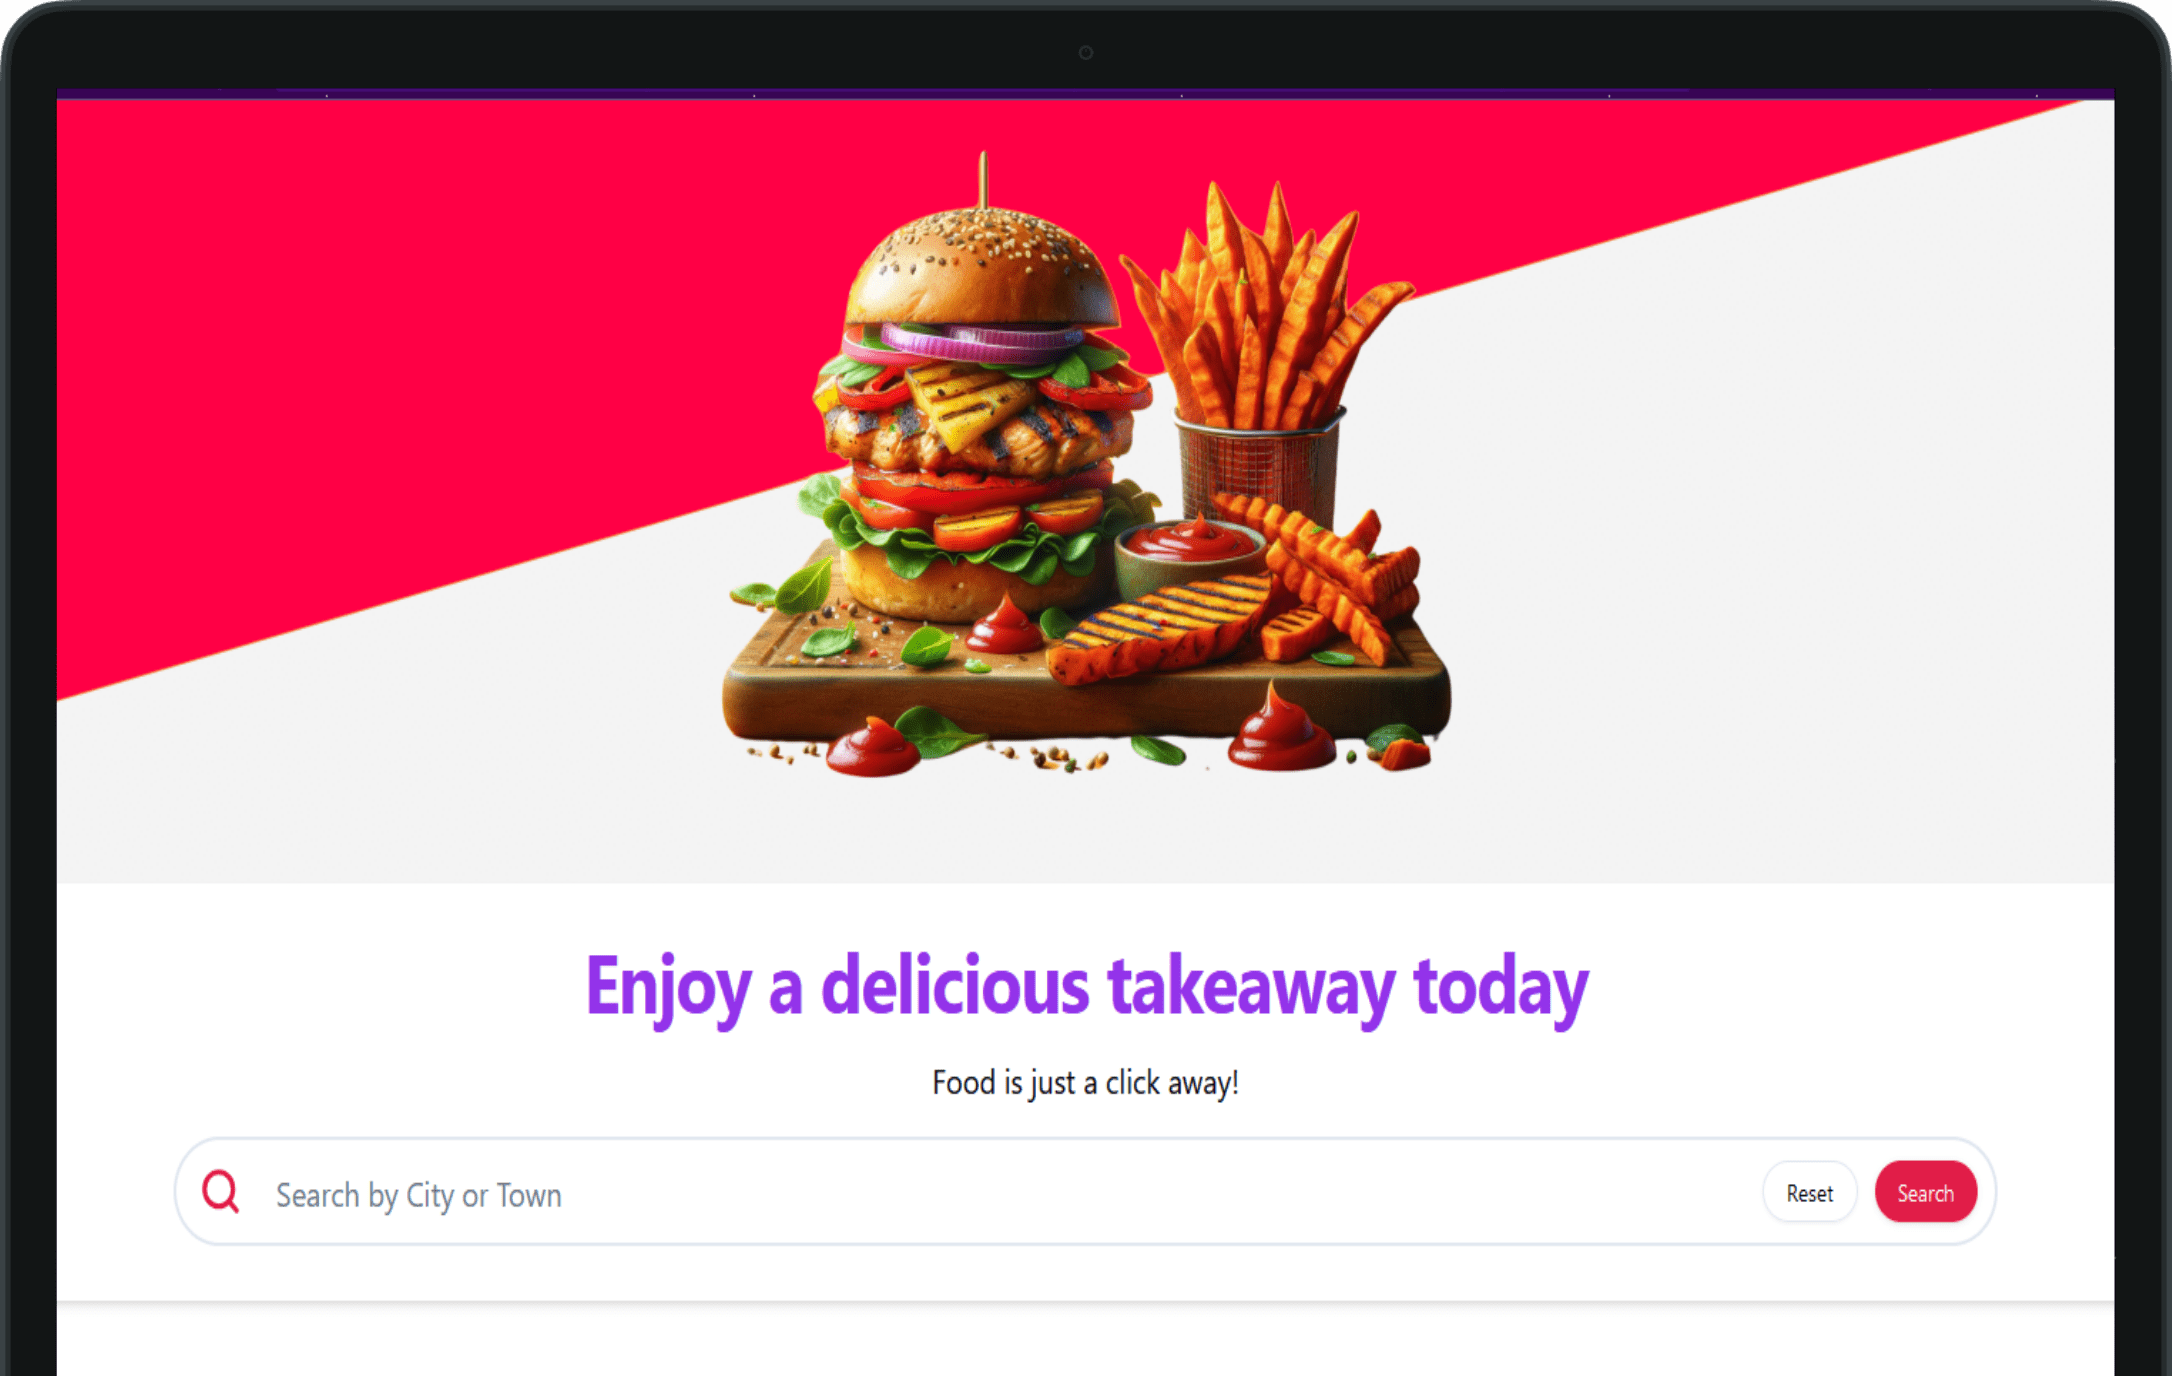 Enjoy a delicious takeaway today
Food is just a click away!
Search by City or Town
Reset
Search